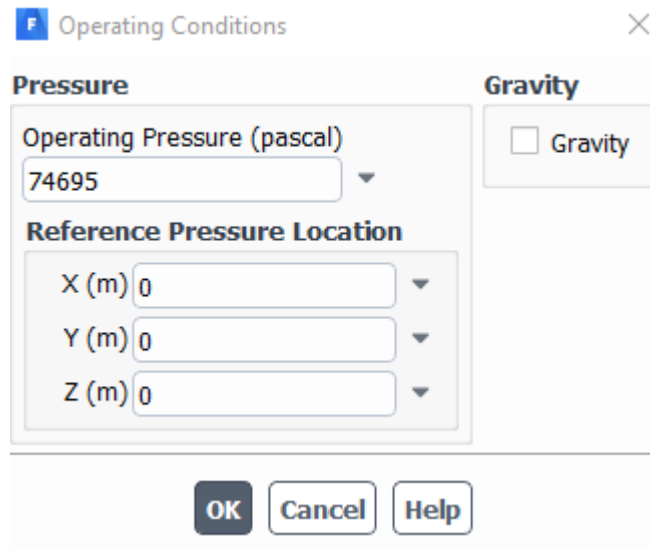 Operating Conditions
Pressure
Gravity
Operating Pressure (pascal)
74695
Gravity
Reference Pressure Location
X (m) 0
Y (m) 0
Z (m) 0
OK Cancel Help